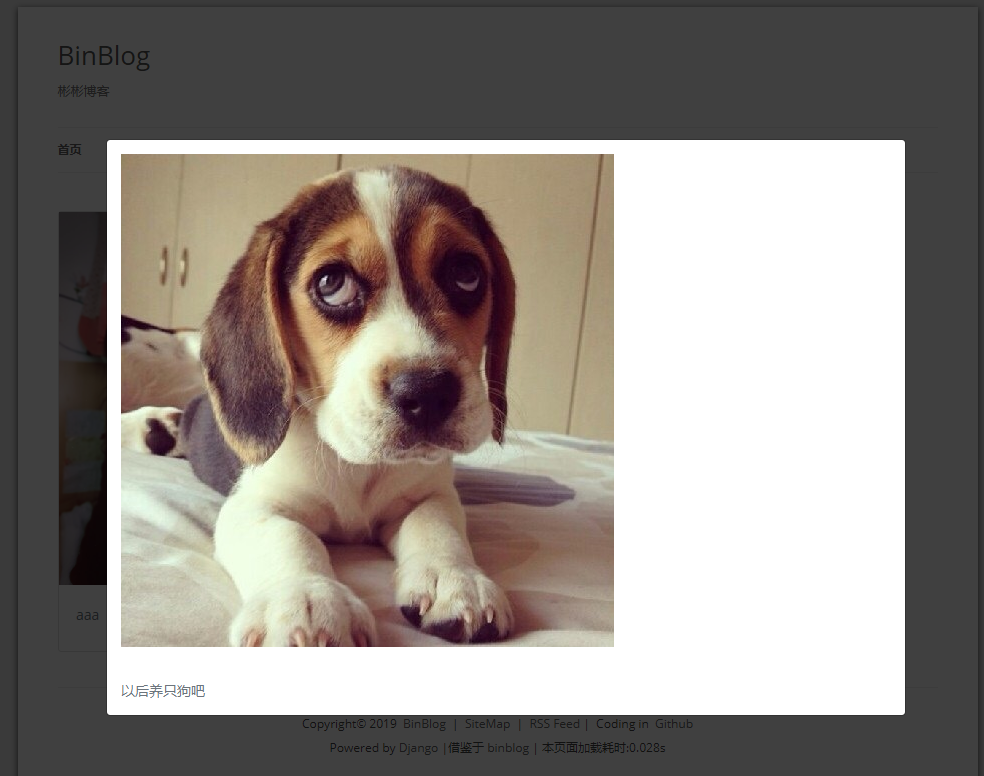 BinBlog
彬彬博客
首页
aaa
以后养只狗吧
Copyright© 2019 BinBlog | SiteMap | RSS Feed | Coding in Github
Powered by Django |借鉴于 binblog | 本页面加载耗时:0.028s